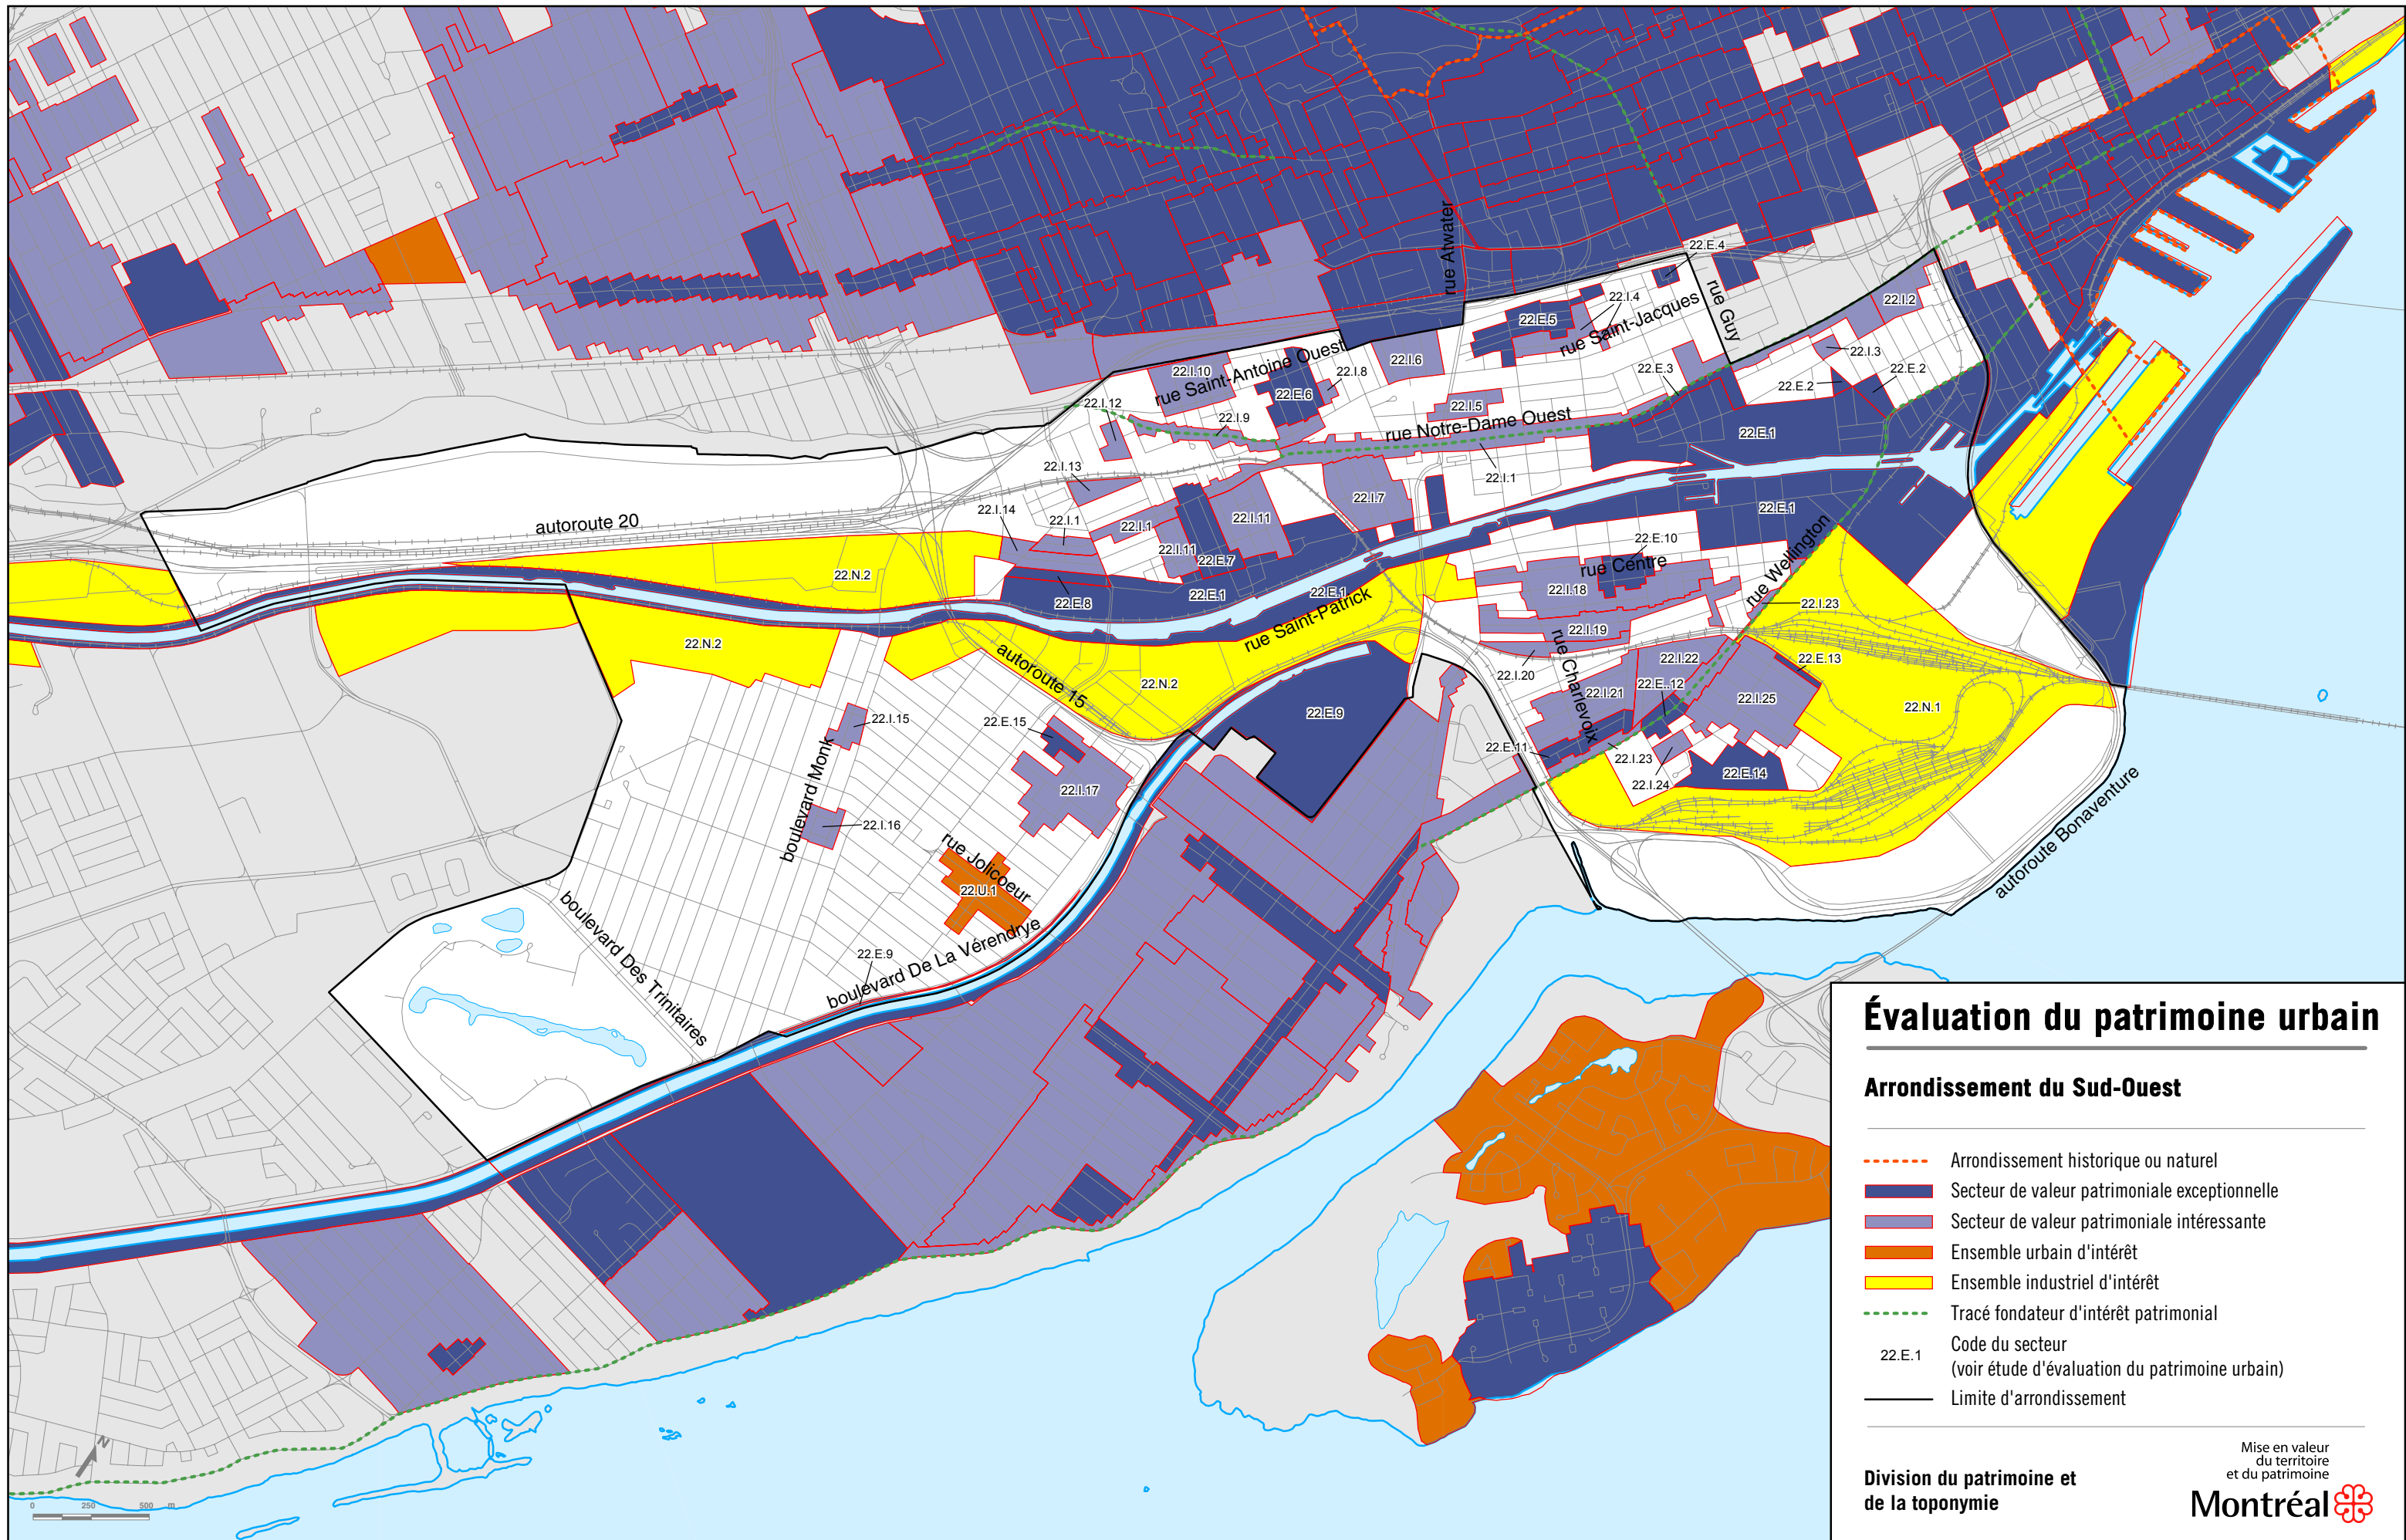 rue Atwater
22.E.4
22.I.4
22.I.2
rue Guy
22.E.5
rue Saint-Jacques
22.I.3
22.I.6
rue Saint-Antoine Ouest
22.I.10
22.I.8
22.E.3
22.E.2
22.E.2
22.E.6
22.I.12
22.I.5
22.I.9
rue Notre-Dame Ouest
22.E.1
22.I.13
22.I.1
22.I.7
22.I.14
22.I.1
22.I.1
22.I.11
22.E.1
autoroute 20
22.I.11
22.E.7
22.E.10
rue Centre
rue Wellington
22.N.2
22.E.8
22.E.1
22.E.1
22.I.18
22.I.23
rue Saint-Patrick
22.I.19
22.N.2
22.I.20
rue Charlevoix
22.I.22
22.E.13
autoroute 15
22.N.2
22.I.21
22.E..12
22.I.25
22.N.1
22.E.9
22.I.15
22.E.15
22.E.11
22.I.23
22.I.24
22.E.14
boulevard Monk
22.I.17
22.I.16
autoroute Bonaventure
rue Jolicoeur
22.U.1
boulevard Des Trinitaires
22.E.9
boulevard De La Vérendrye
Évaluation du patrimoine urbain
Arrondissement du Sud-Ouest
Arrondissement historique ou naturel
Secteur de valeur patrimoniale exceptionnelle
Secteur de valeur patrimoniale intéressante
Ensemble urbain d'intérêt
Ensemble industriel d'intérêt
Tracé fondateur d'intérêt patrimonial
22.E.1 Code du secteur
(voir étude d'évaluation du patrimoine urbain)
Limite d'arrondissement
Division du patrimoine et
de la toponymie
Mise en valeur
du territoire
et du patrimoine
Montréal
N
0 250 500 m